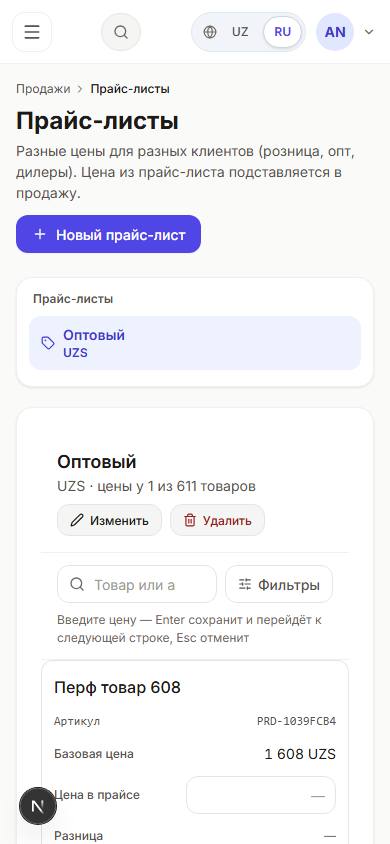 UZ RU AN
Продажи > Прайс-листы
Прайс-листы
Разные цены для разных клиентов (розница, опт,
дилеры). Цена из прайс-листа подставляется в
продажу.
+ Новый прайс-лист
Прайс-листы
Оптовый
UZS
Оптовый
UZS · цены у 1 из 611 товаров
Изменить Удалить
Товар или а Фильтры
Введите цену — Enter сохранит и перейдёт к
следующей строке, Esc отменит
Перф товар 608
Артикул PRD-1039FCB4
Базовая цена 1 608 UZS
Цена в прайсе —
N
Разница —